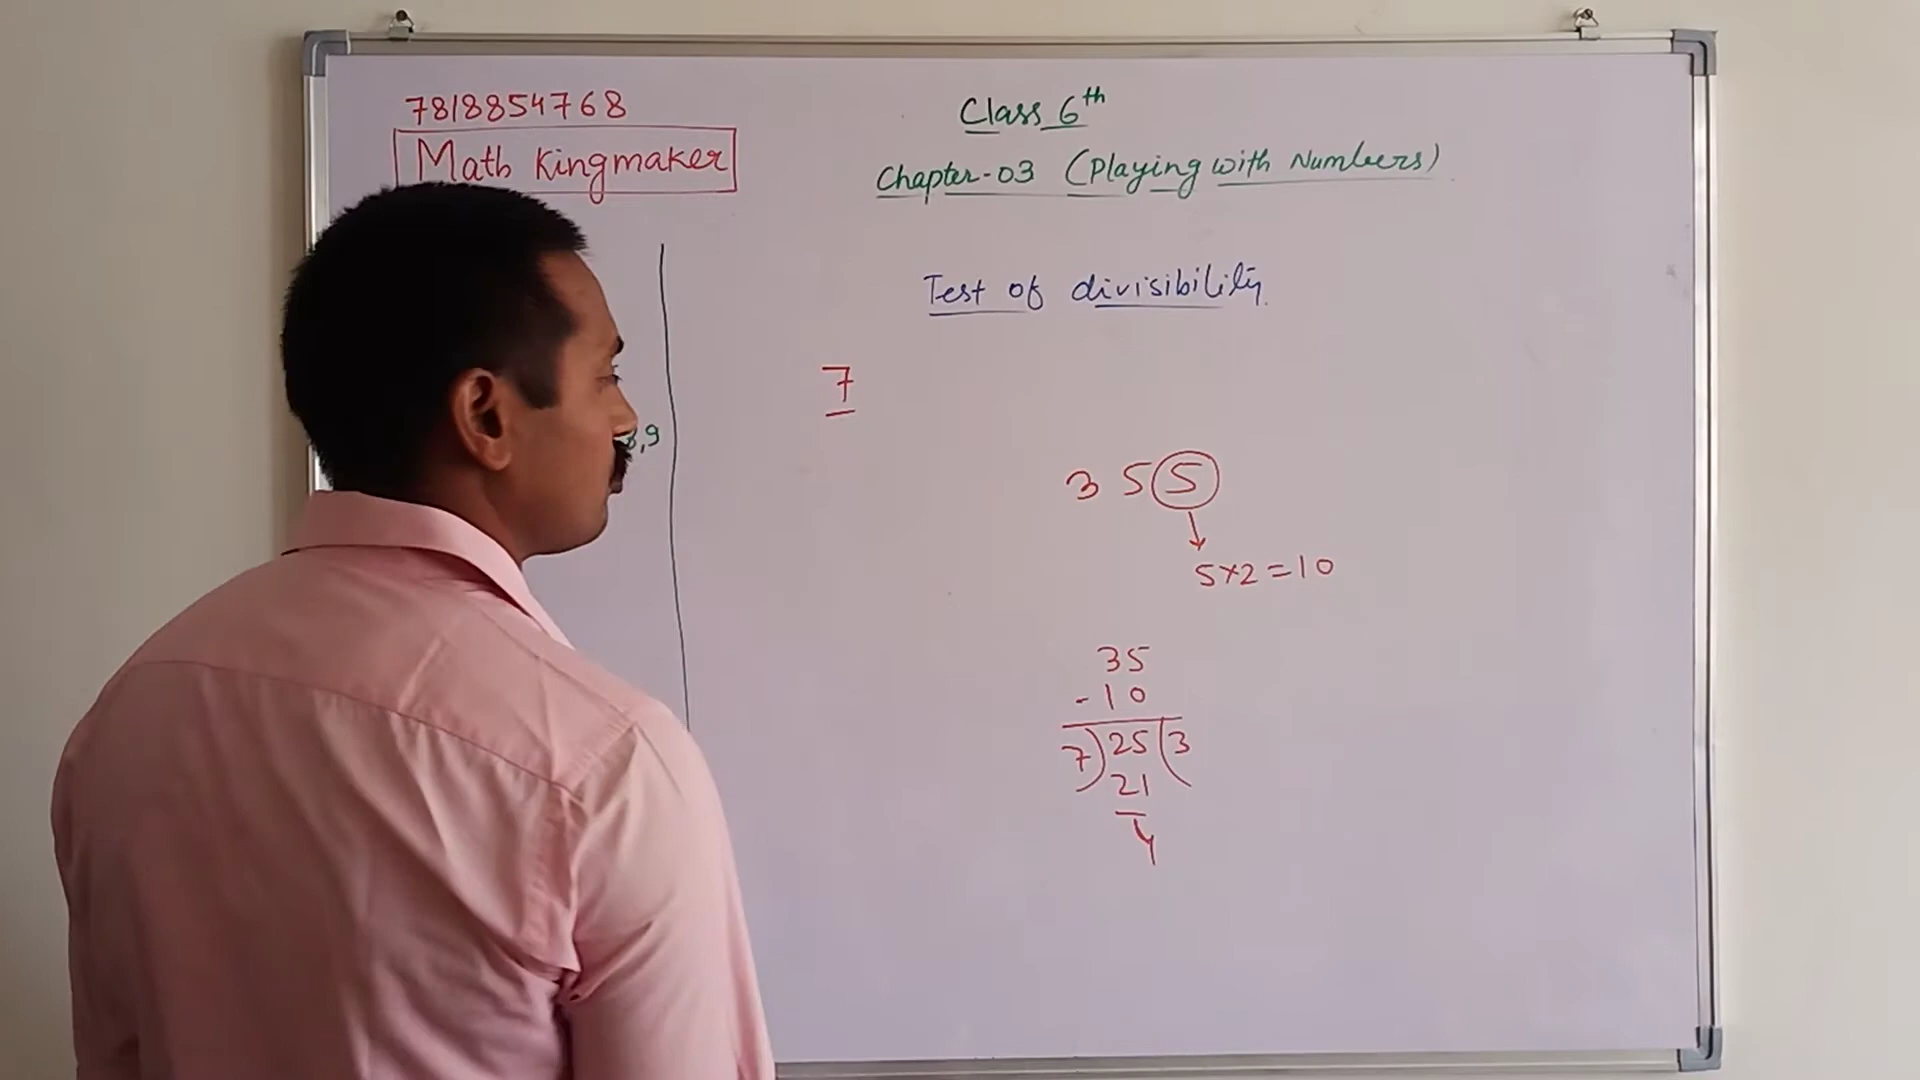 7818854768
Math Kingmaker
Class 6th
Chapter-03 (Playing with Numbers)
Test of divisibility
7
,9
3 5 5
5×2=10
35
-10
7)25(3
21
4